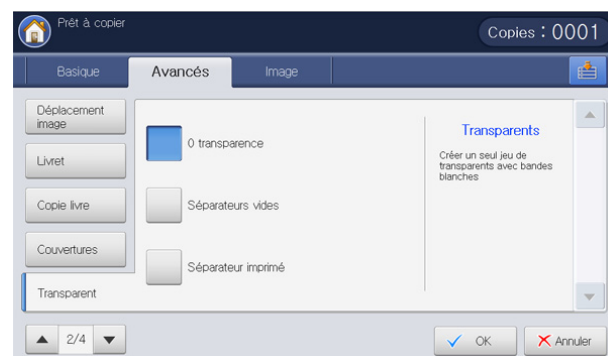 Prêt à copier
Copies : 0001
Basique
Avancés
Image
Déplacement
image
Livret
Copie livre
Couvertures
Transparent
0 transparence
Séparateurs vides
Séparateur imprimé
Transparents
Créer un seul jeu de
transparents avec bandes
blanches
2/4
OK
Annuler